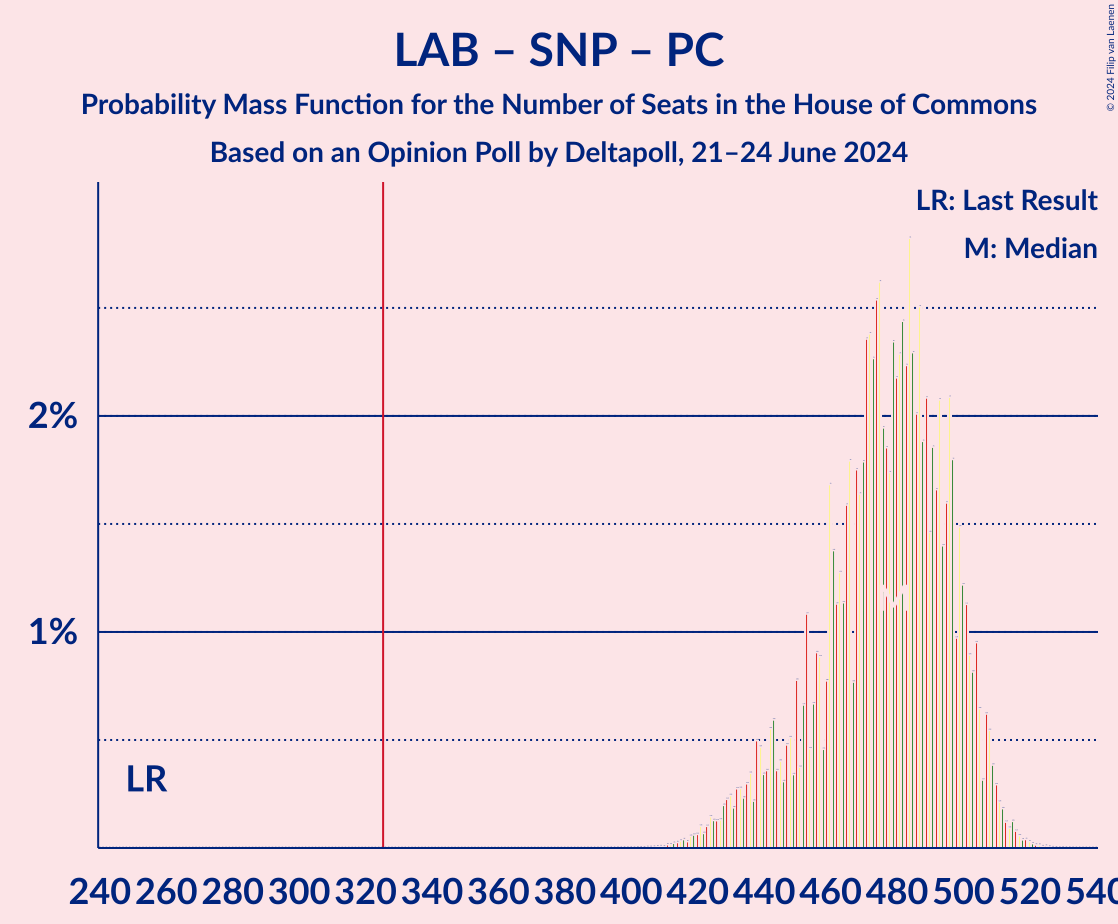 LAB – SNP – PC
Probability Mass Function for the Number of Seats in the House of Commons
Based on an Opinion Poll by Deltapoll, 21–24 June 2024
© 2024 Filip van Laenen
LR: Last Result
M: Median
2%
1%
LR
240 260 280 300 320 340 360 380 400 420 440 460 480 500 520 540